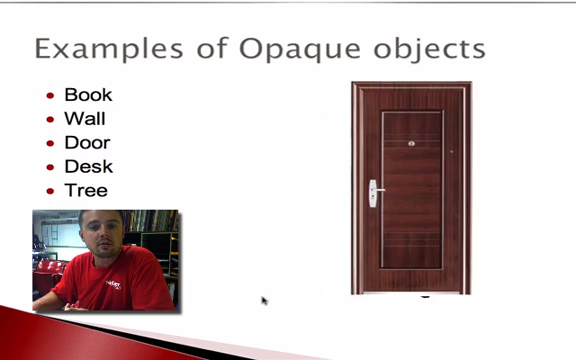 Examples of Opaque objects
Book
Wall
Door
Desk
Tree